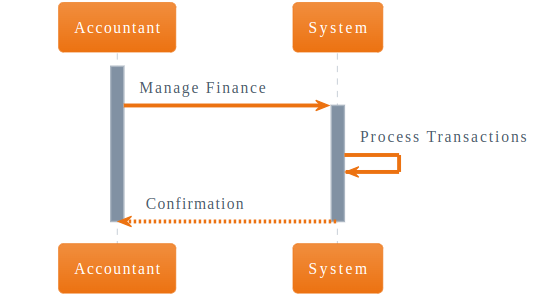 Accountant
System
Manage Finance
Process Transactions
Confirmation
Accountant
System